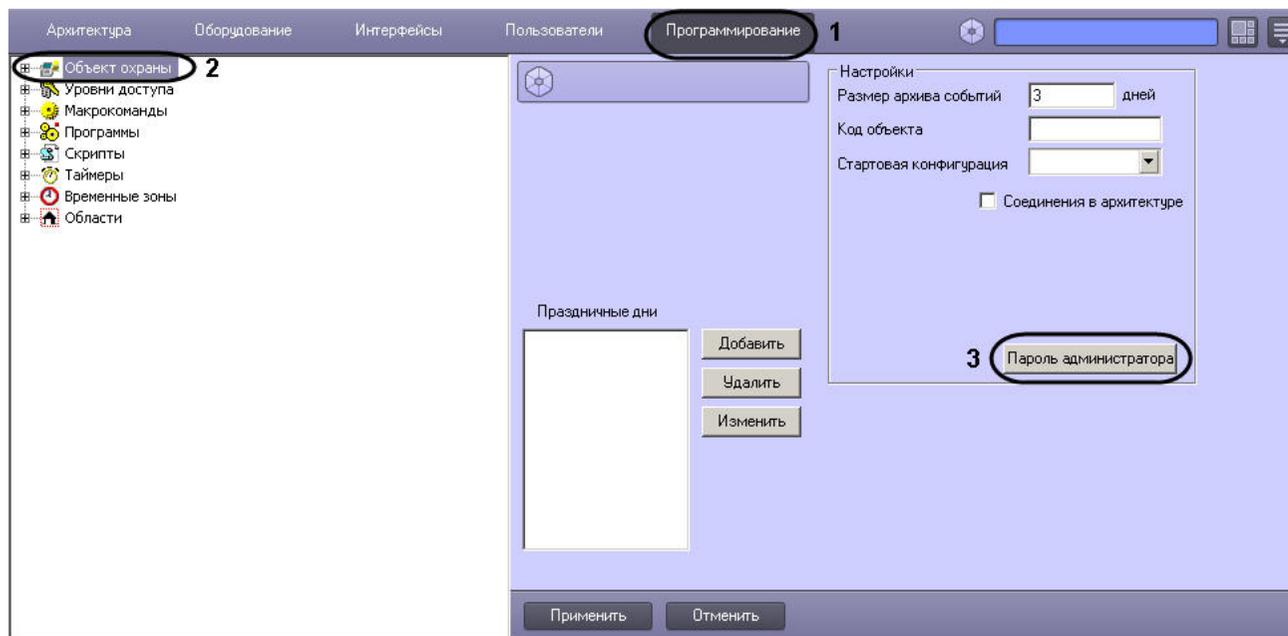 Архитектура Оборудование Интерфейсы Пользователи Программирование 1
Объект охраны 2
Уровни доступа
Макрокоманды
Программы
Скрипты
Таймеры
Временные зоны
Области
Настройки
Размер архива событий 3 дней
Код объекта
Стартовая конфигурация
Соединения в архитектуре
3 Пароль администратора
Праздничные дни
Добавить
Удалить
Изменить
Применить Отменить